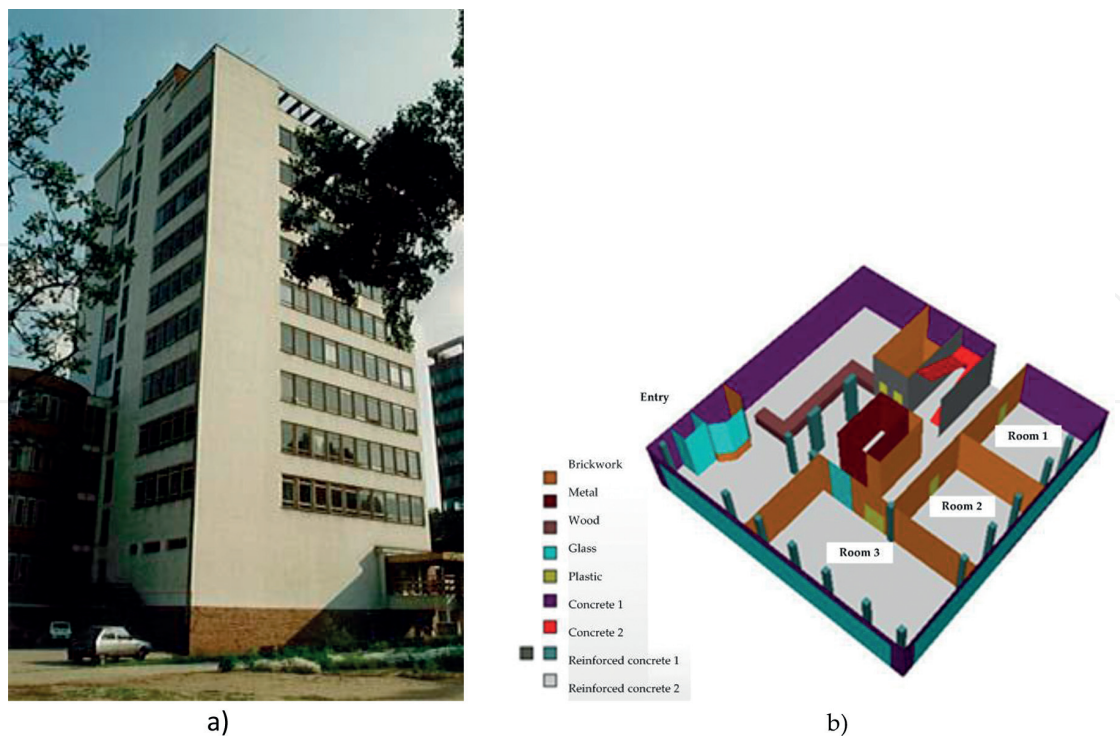 Entry
Room 1
Room 2
Room 3
Brickwork
Metal
Wood
Glass
Plastic
Concrete 1
Concrete 2
Reinforced concrete 1
Reinforced concrete 2
a)
b)